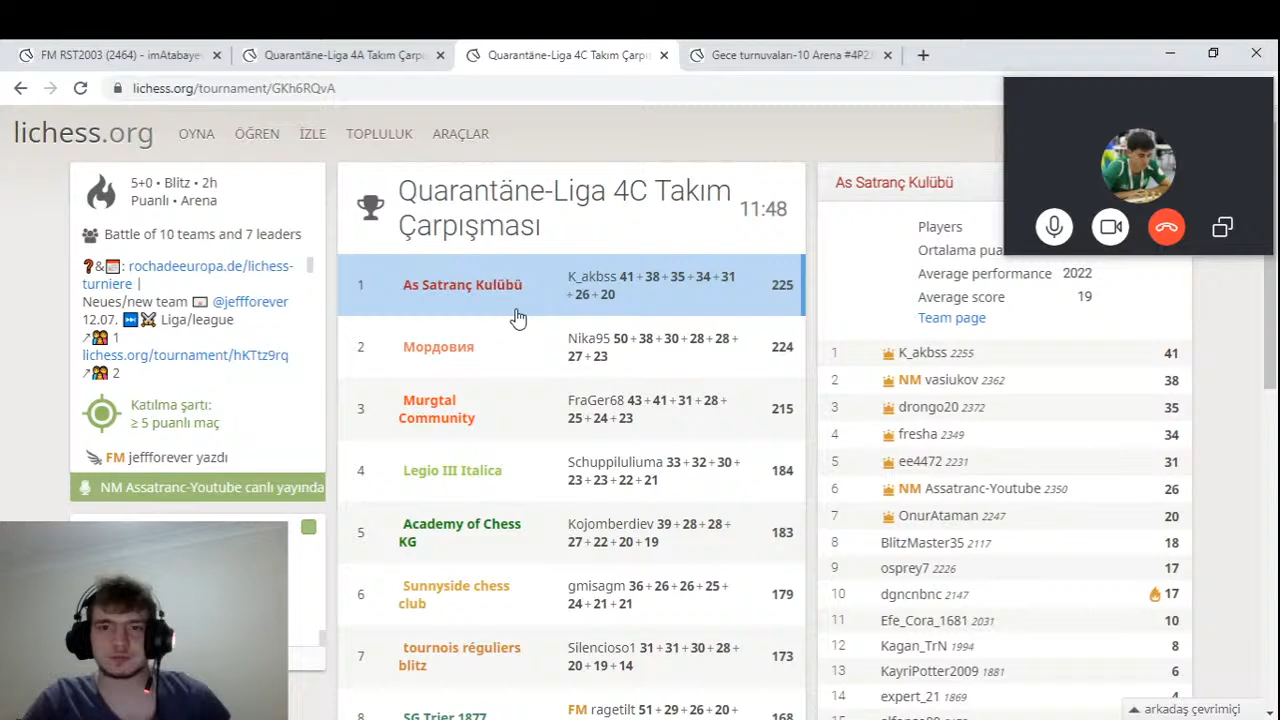 FM RST2003 (2464) - imAtabaye
Quarantäne-Liga 4A Takım Çarpı
Quarantäne-Liga 4C Takım Çarpı
Gece turnuvaları-10 Arena #4P2
lichess.org/tournament/GKh6RQvA
lichess.org
OYNA ÖĞREN İZLE TOPLULUK ARAÇLAR
5+0 • Blitz • 2h
Puanlı • Arena
Battle of 10 teams and 7 leaders
❓&📅: rochadeeuropa.de/lichess-
turniere |
Neues/new team @jeffforever
12.07. ⏭️ ⚔️ Liga/league
↗️👥 1
lichess.org/tournament/hKTtz9rq
↗️👥 2
Katılma şartı:
≥ 5 puanlı maç
FM jeffforever yazdı
NM Assatranc-Youtube canlı yayında
Quarantäne-Liga 4C Takım
Çarpışması
11:48
1 As Satranç Kulübü K_akbss 41 + 38 + 35 + 34 + 31
+ 26 + 20 225
2 Мордовия Nika95 50 + 38 + 30 + 28 + 28 +
27 + 23 224
3 Murgtal
Community FraGer68 43 + 41 + 31 + 28 +
25 + 24 + 23 215
4 Legio III Italica Schuppiluliuma 33 + 32 + 30 +
23 + 23 + 22 + 21 184
5 Academy of Chess
KG Kojomberdiev 39 + 28 + 28 +
27 + 22 + 20 + 19 183
6 Sunnyside chess
club gmisagm 36 + 26 + 26 + 25 +
24 + 21 + 21 179
7 tournois réguliers
blitz Silencioso1 31 + 31 + 30 + 28 +
20 + 19 + 14 173
8 SG Trier 1877 FM ragetilt 51 + 29 + 26 + 20 + 168
As Satranç Kulübü
Players
Ortalama pua
Average performance 2022
Average score 19
Team page
1 K_akbss 2255 41
2 NM vasiukov 2362 38
3 drongo20 2372 35
4 fresha 2349 34
5 ee4472 2231 31
6 NM Assatranc-Youtube 2350 26
7 OnurAtaman 2247 20
8 BlitzMaster35 2117 18
9 osprey7 2226 17
10 dgncnbnc 2147 17
11 Efe_Cora_1681 2031 10
12 Kagan_TrN 1994 8
13 KayriPotter2009 1881 6
14 expert_21 1869 4
arkadaş çevrimiçi